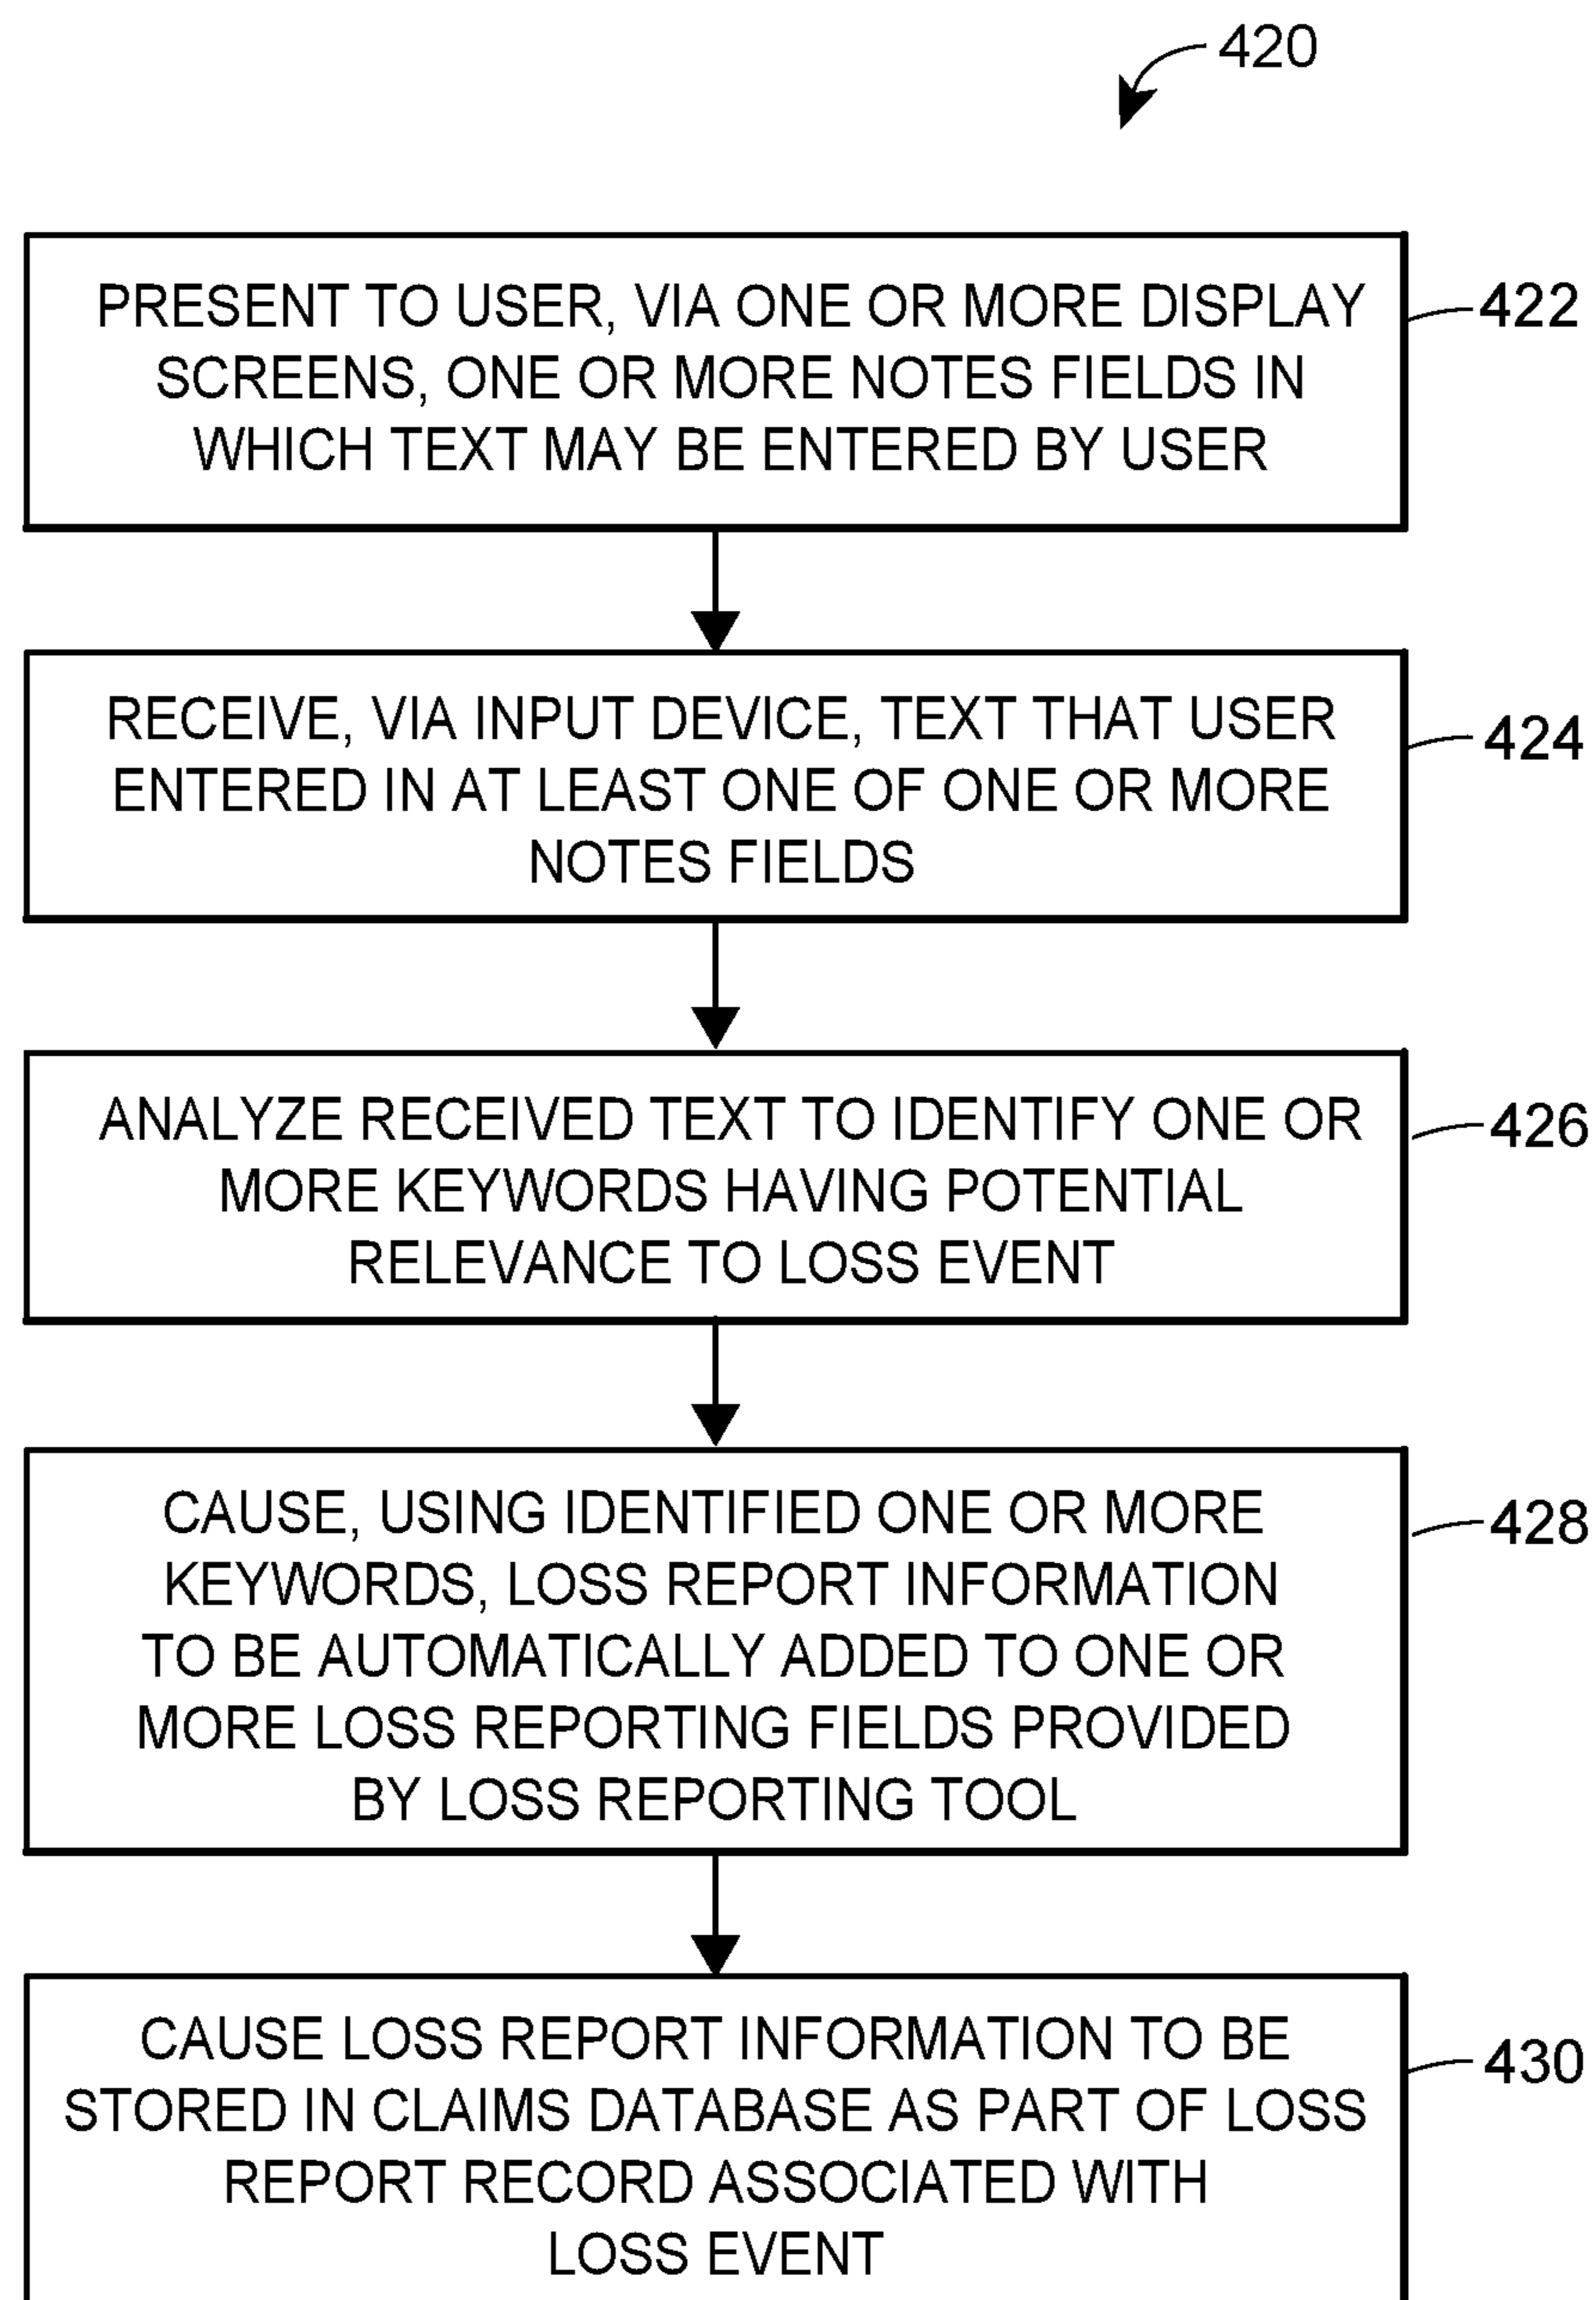 420
PRESENT TO USER, VIA ONE OR MORE DISPLAY
SCREENS, ONE OR MORE NOTES FIELDS IN
WHICH TEXT MAY BE ENTERED BY USER
422
RECEIVE, VIA INPUT DEVICE, TEXT THAT USER
ENTERED IN AT LEAST ONE OF ONE OR MORE
NOTES FIELDS
424
ANALYZE RECEIVED TEXT TO IDENTIFY ONE OR
MORE KEYWORDS HAVING POTENTIAL
RELEVANCE TO LOSS EVENT
426
CAUSE, USING IDENTIFIED ONE OR MORE
KEYWORDS, LOSS REPORT INFORMATION
TO BE AUTOMATICALLY ADDED TO ONE OR
MORE LOSS REPORTING FIELDS PROVIDED
BY LOSS REPORTING TOOL
428
CAUSE LOSS REPORT INFORMATION TO BE
STORED IN CLAIMS DATABASE AS PART OF LOSS
REPORT RECORD ASSOCIATED WITH
LOSS EVENT
430